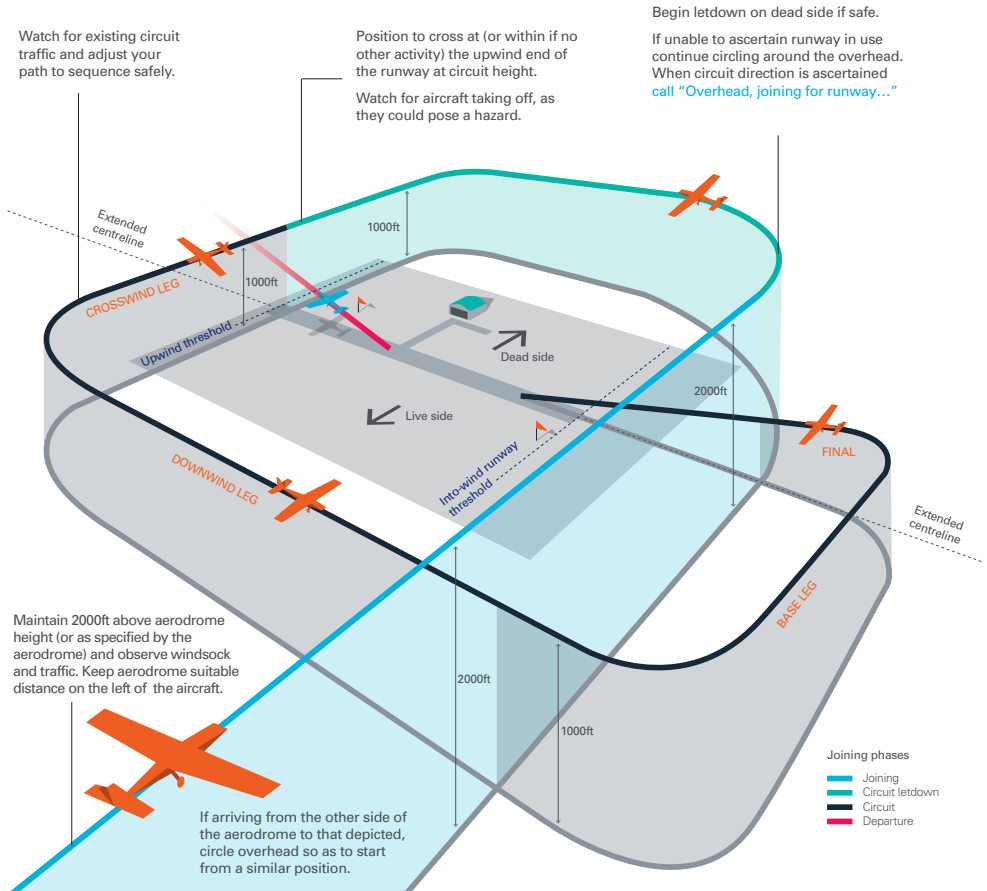 Watch for existing circuit
traffic and adjust your
path to sequence safely.
Position to cross at (or within if no
other activity) the upwind end of
the runway at circuit height.
Watch for aircraft taking off, as
they could pose a hazard.
Begin letdown on dead side if safe.
If unable to ascertain runway in use
continue circling around the overhead.
When circuit direction is ascertained
call “Overhead, joining for runway…”
Extended
centreline
1000ft
1000ft
CROSSWIND LEG
Upwind threshold
Dead side
Live side
2000ft
DOWNWIND LEG
Into-wind runway
threshold
FINAL
Extended
centreline
BASE LEG
Maintain 2000ft above aerodrome
height (or as specified by the
aerodrome) and observe windsock
and traffic. Keep aerodrome suitable
distance on the left of the aircraft.
2000ft
1000ft
If arriving from the other side of
the aerodrome to that depicted,
circle overhead so as to start
from a similar position.
Joining phases
Joining
Circuit letdown
Circuit
Departure